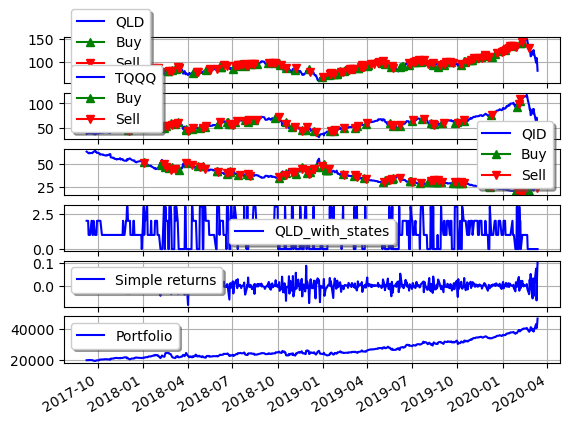 QLD
Buy
Sell
150
100
TQQQ
Buy
Sell
100
50
QID
Buy
Sell
50
25
QLD_with_states
2.5
0.0
Simple returns
0.1
0.0
Portfolio
40000
20000
2017-10
2018-01
2018-04
2018-07
2018-10
2019-01
2019-04
2019-07
2019-10
2020-01
2020-04